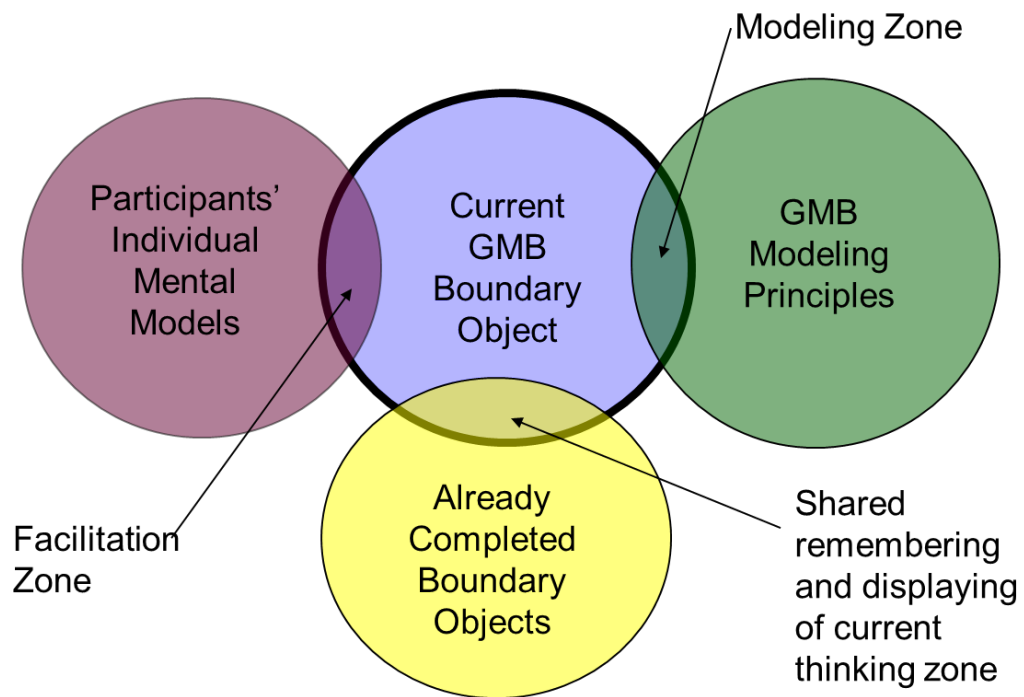 Modeling Zone
Participants’
Individual
Mental
Models
Current
GMB
Boundary
Object
GMB
Modeling
Principles
Facilitation
Zone
Already
Completed
Boundary
Objects
Shared
remembering
and displaying
of current
thinking zone